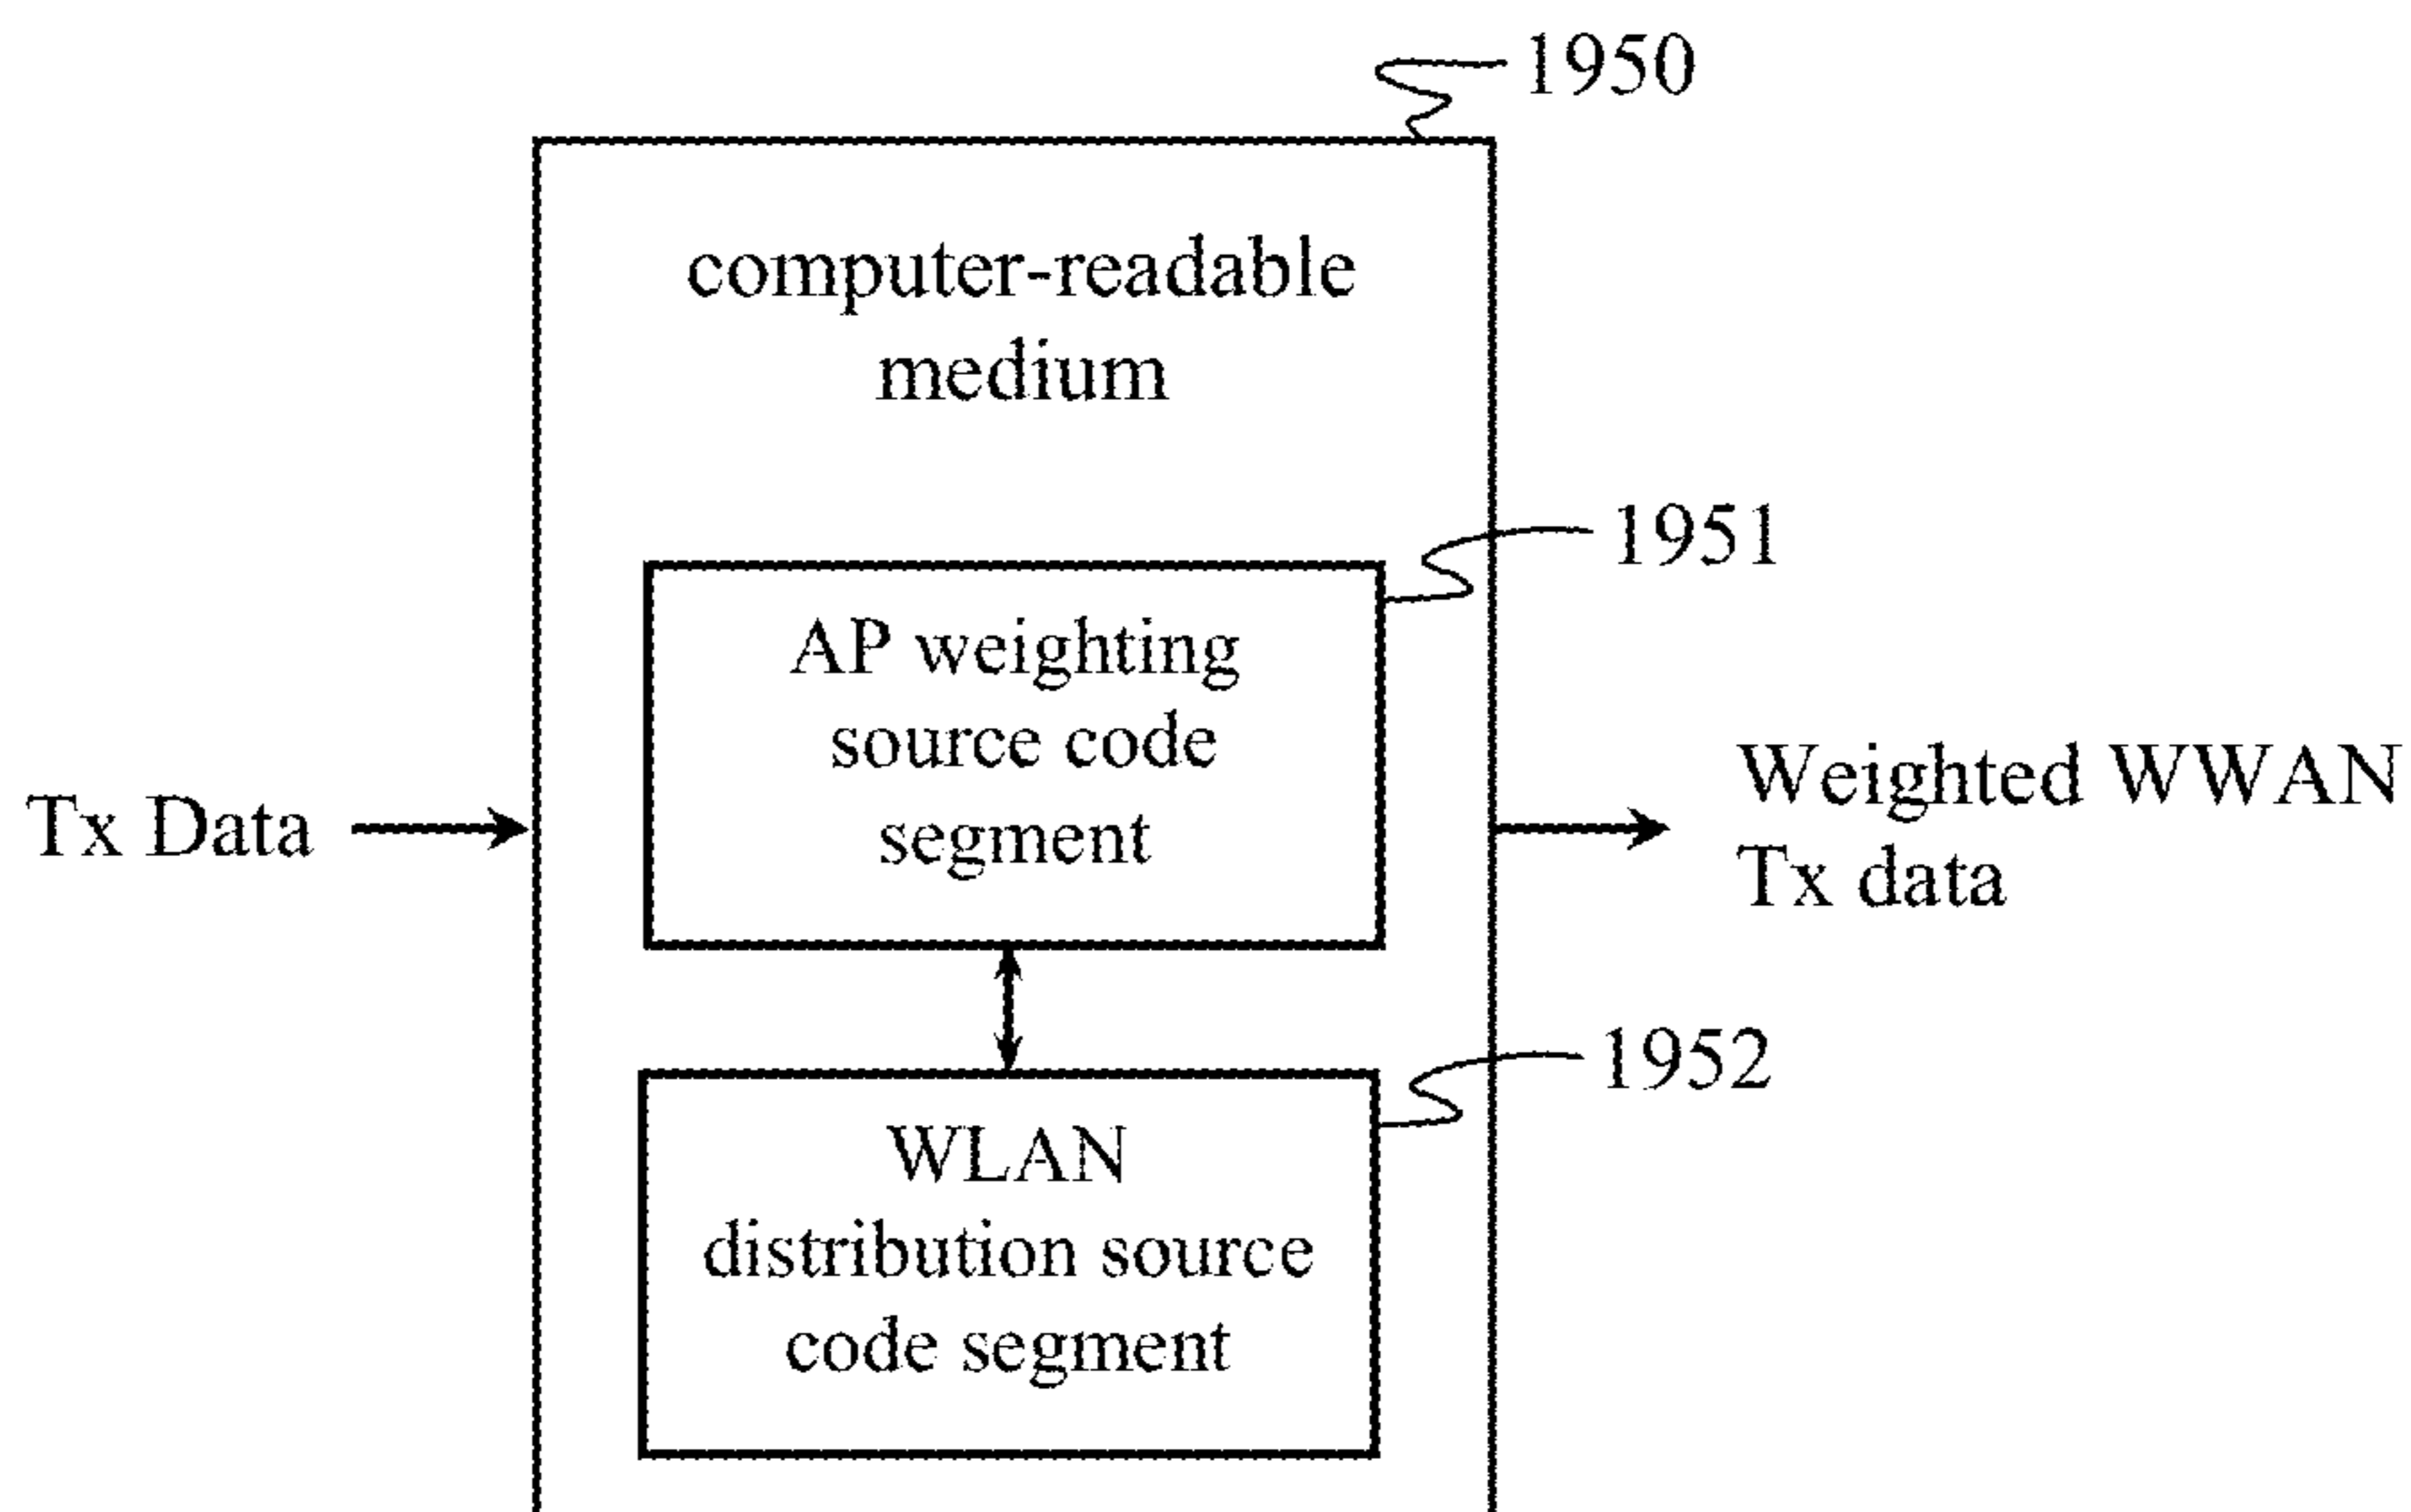 1950
computer-readable
medium
1951
AP weighting
source code
segment
Tx Data
Weighted WWAN
Tx data
1952
WLAN
distribution source
code segment